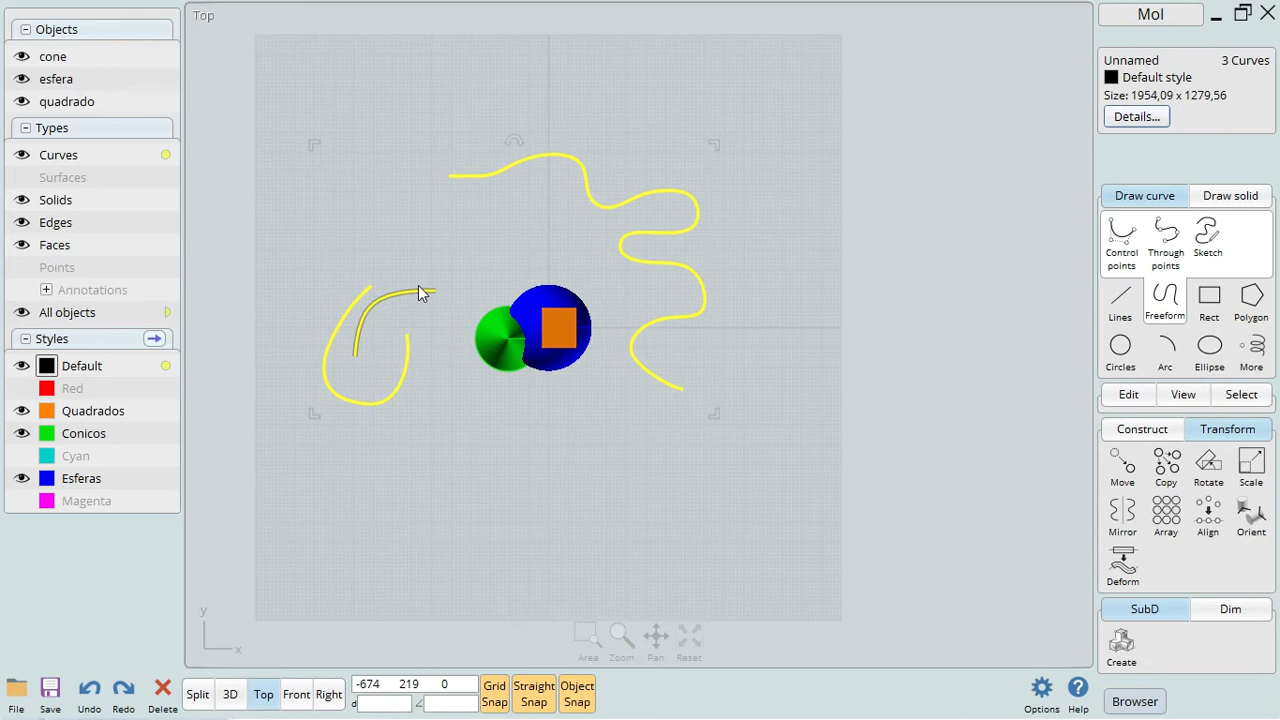 Objects
cone
esfera
quadrado
Types
Curves
Surfaces
Solids
Edges
Faces
Points
Annotations
All objects
Styles
Default
Red
Quadrados
Conicos
Cyan
Esferas
Magenta
Top
y
x
Area
Zoom
Pan
Reset
MoI
Unnamed
3 Curves
Default style
Size: 1954,09 x 1279,56
Details...
Draw curve
Draw solid
Control points
Through points
Sketch
Lines
Freeform
Rect
Polygon
Circles
Arc
Ellipse
More
Edit
View
Select
Construct
Transform
Move
Copy
Rotate
Scale
Mirror
Array
Align
Orient
Deform
SubD
Dim
Create
File
Save
Undo
Redo
Delete
Split
3D
Top
Front
Right
-674 219 0
d
Grid Snap
Straight Snap
Object Snap
Options
Help
Browser